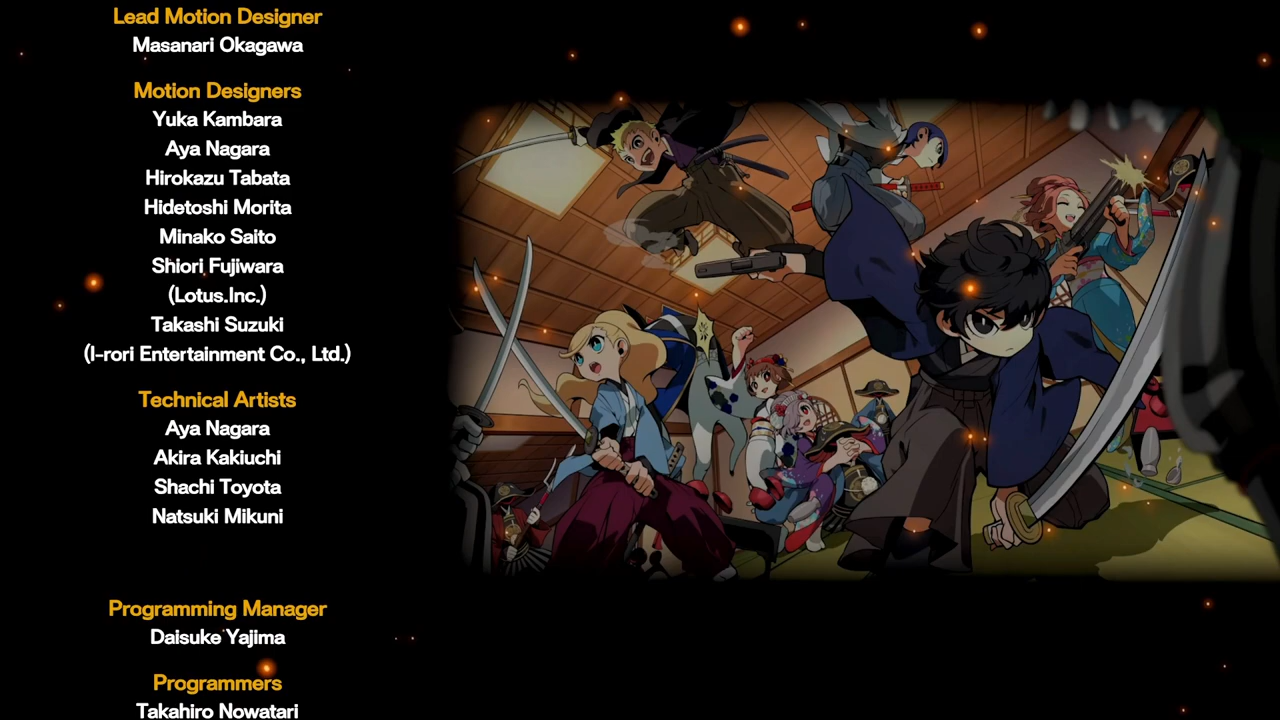 Lead Motion Designer
Masanari Okagawa
Motion Designers
Yuka Kambara
Aya Nagara
Hirokazu Tabata
Hidetoshi Morita
Minako Saito
Shiori Fujiwara
(Lotus.Inc.)
Takashi Suzuki
(I-rori Entertainment Co., Ltd.)
Technical Artists
Aya Nagara
Akira Kakiuchi
Shachi Toyota
Natsuki Mikuni
Programming Manager
Daisuke Yajima
Programmers
Takahiro Nowatari